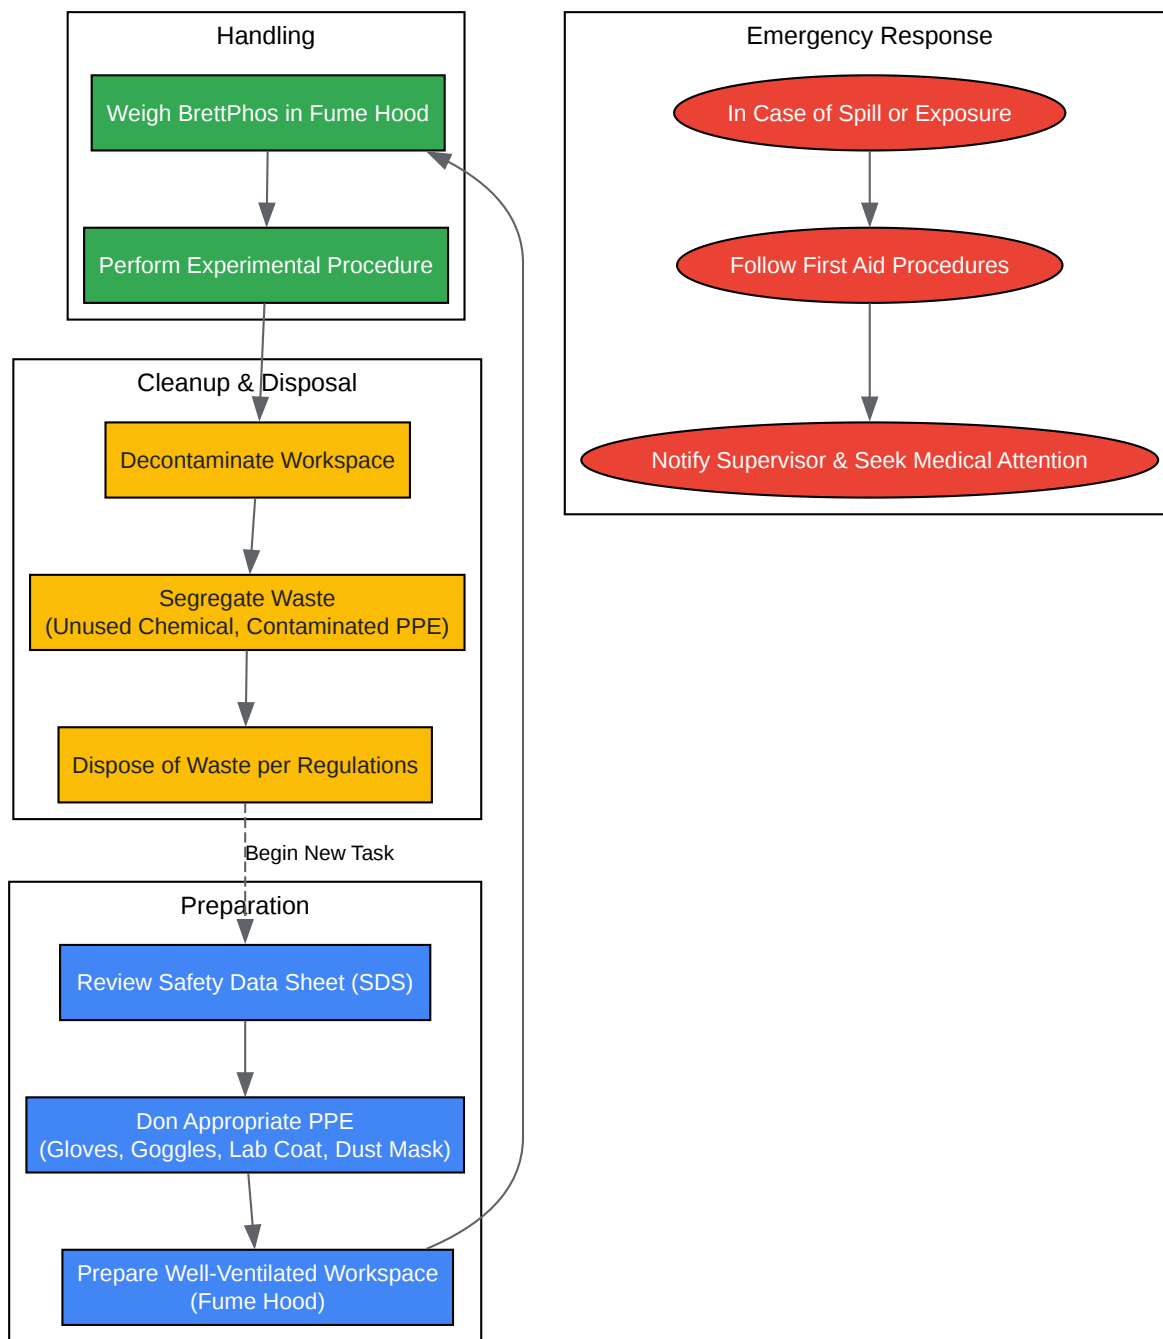 Handling
Weigh BrettPhos in Fume Hood
Perform Experimental Procedure
Cleanup & Disposal
Decontaminate Workspace
Segregate Waste
(Unused Chemical, Contaminated PPE)
Dispose of Waste per Regulations
Begin New Task
Preparation
Review Safety Data Sheet (SDS)
Don Appropriate PPE
(Gloves, Goggles, Lab Coat, Dust Mask)
Prepare Well-Ventilated Workspace
(Fume Hood)
Emergency Response
In Case of Spill or Exposure
Follow First Aid Procedures
Notify Supervisor & Seek Medical Attention